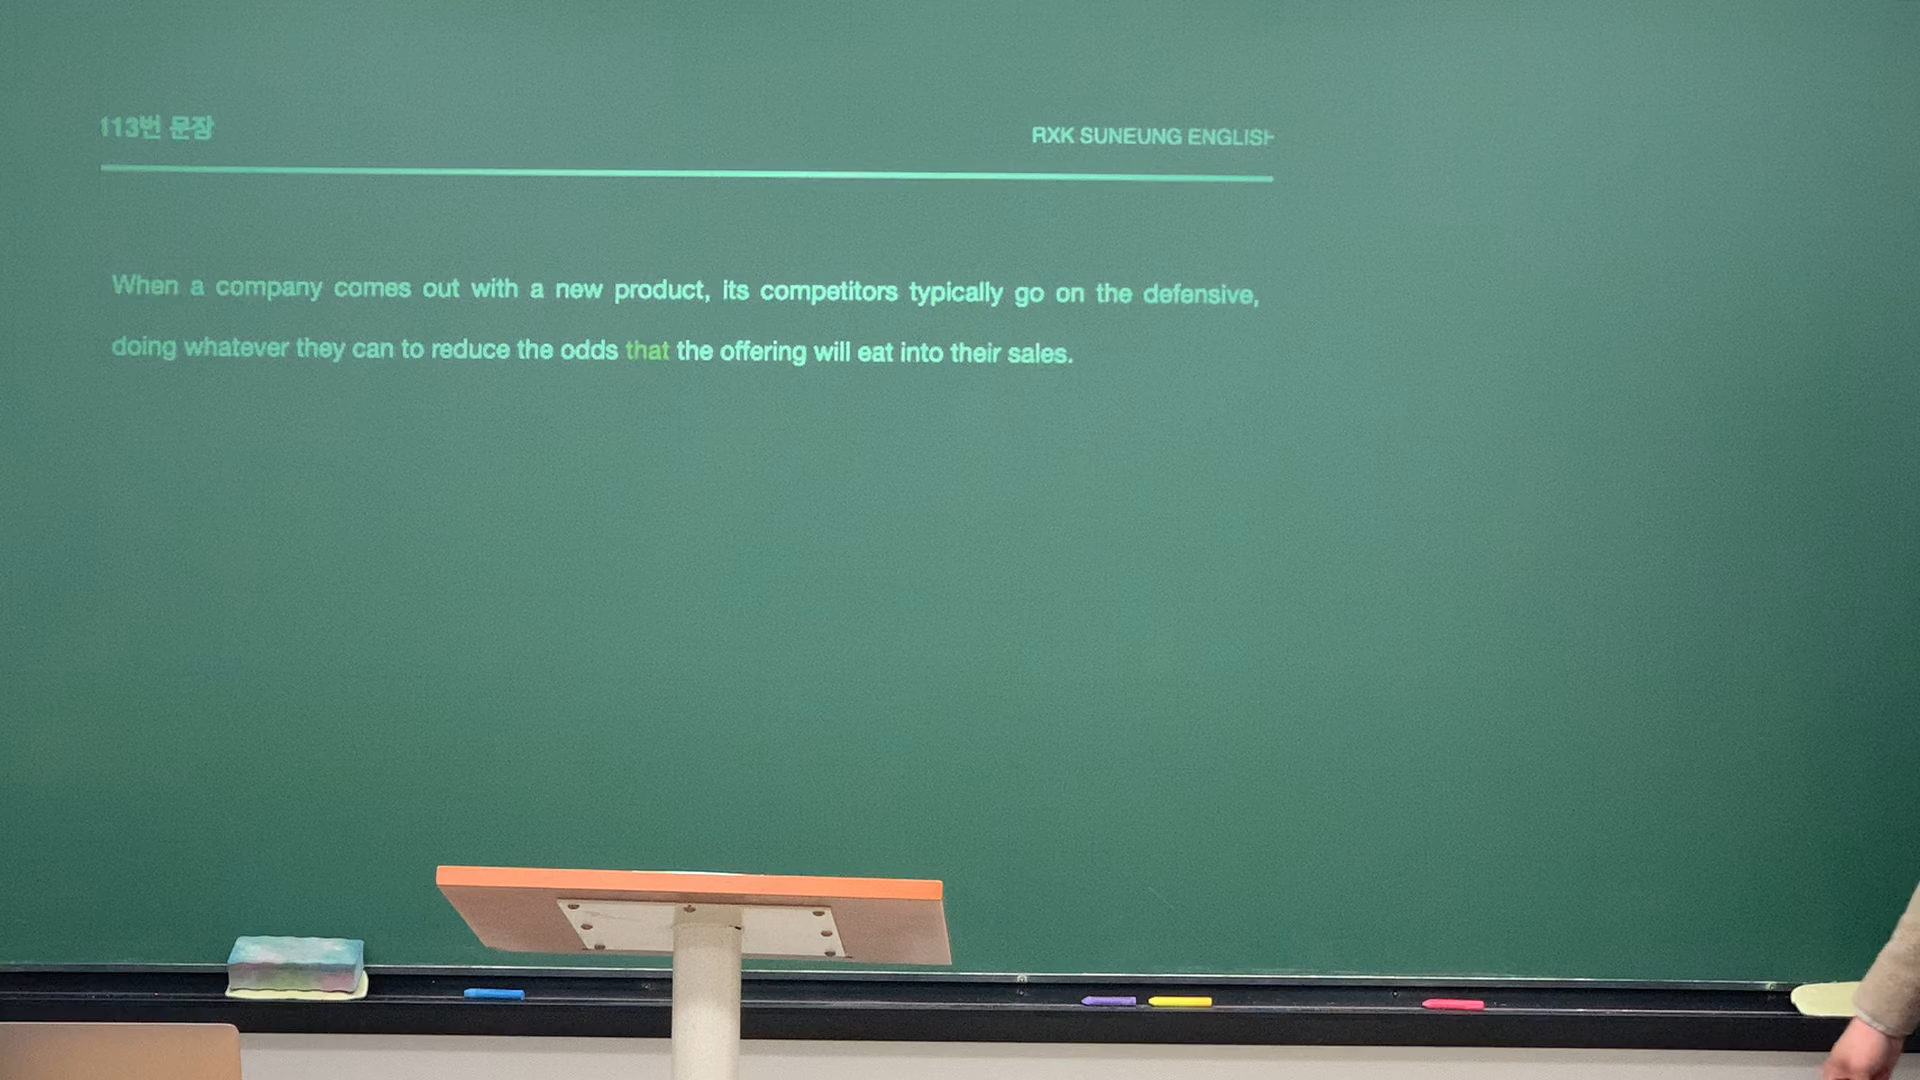 113번 문장
RXK SUNEUNG ENGLISH
When a company comes out with a new product, its competitors typically go on the defensive,
doing whatever they can to reduce the odds that the offering will eat into their sales.